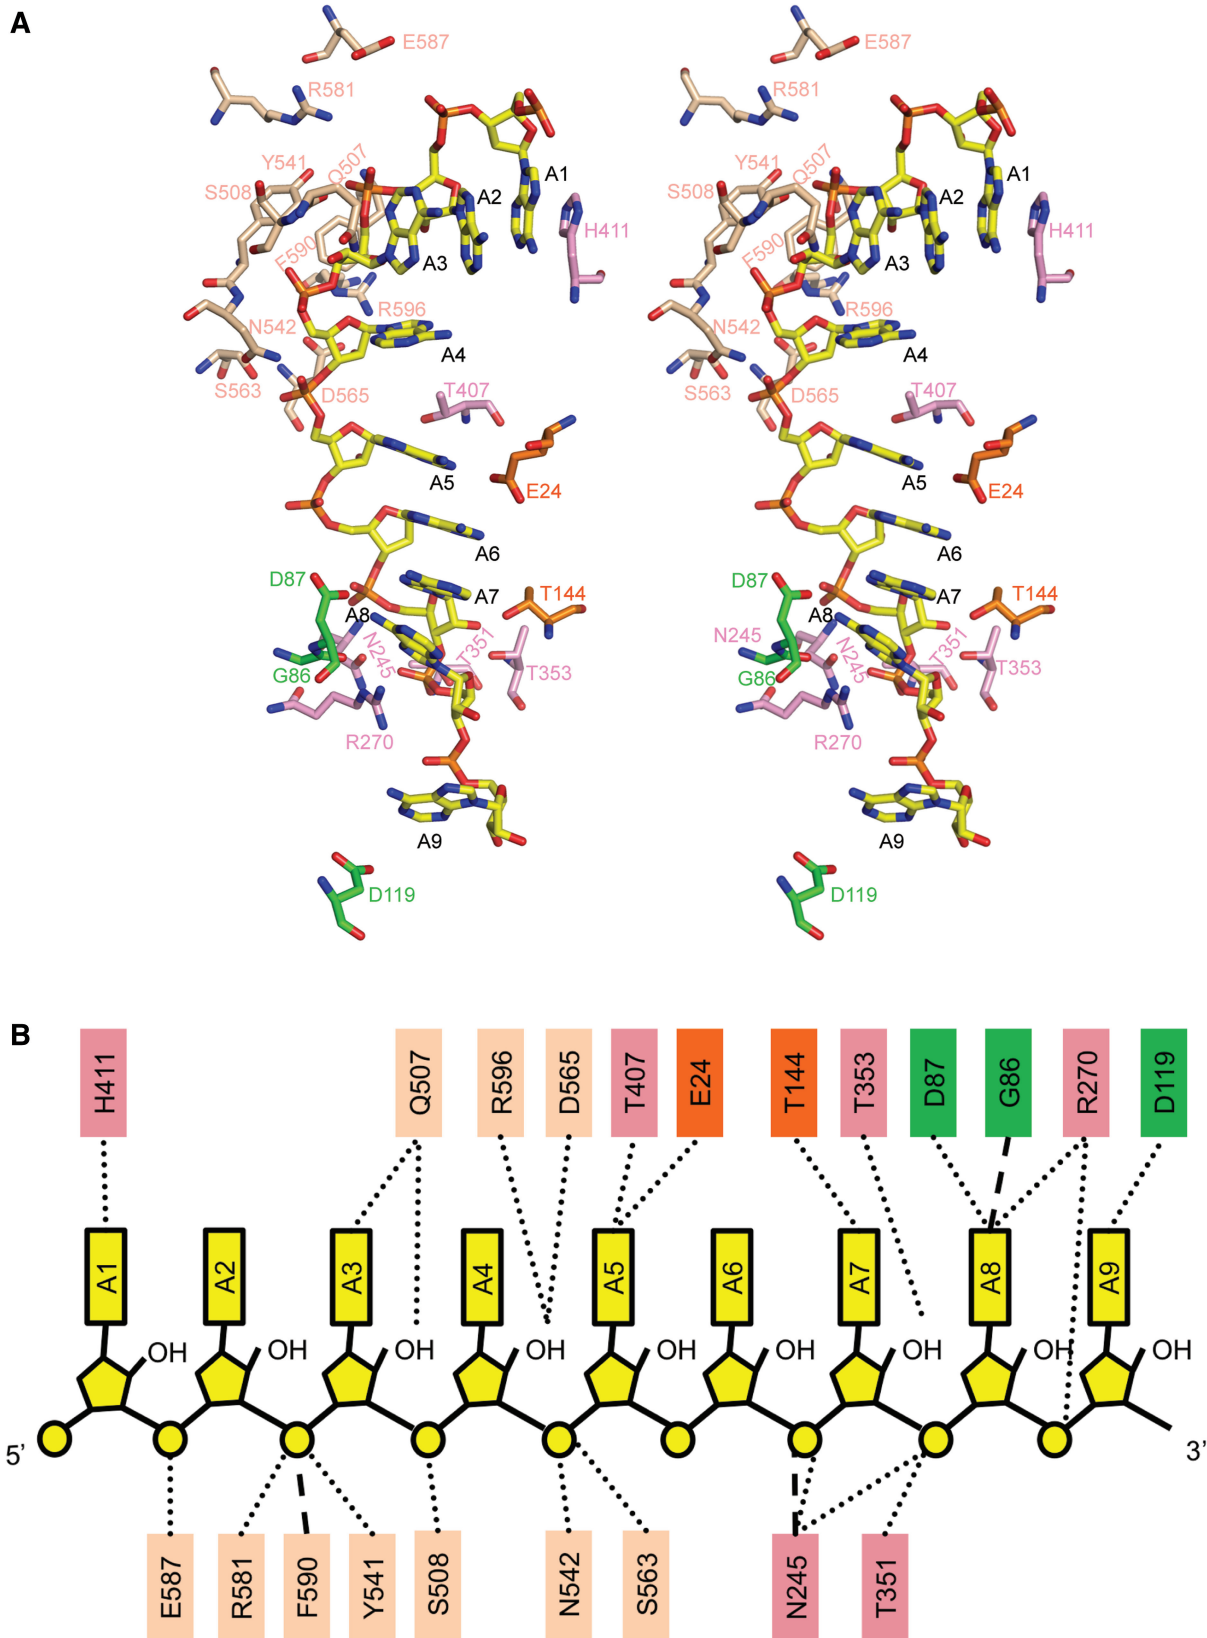 A
E587 E587
R581 R581
Y541 Q507 Y541 Q507
A1 A1
S508 A2 S508 A2
H411 H411
F590 A3 F590 A3
R596 R596
N542 N542
A4 A4
S563 D565 T407 S563 D565 T407
A5 E24 A5 E24
A6 A6
D87 A7 T144 D87 A7 T144
A8 A8
N245 T351 N245 N245 T351
G86 T353 G86 T353
R270 R270
A9 A9
D119 D119
B
H411 Q507 R596 D565 T407 E24 T144 T353 D87 G86 R270 D119
A1 A2 A3 A4 A5 A6 A7 A8 A9
OH OH OH OH OH OH OH OH OH
5' 3'
E587 R581 F590 Y541 S508 N542 S563 N245 T351